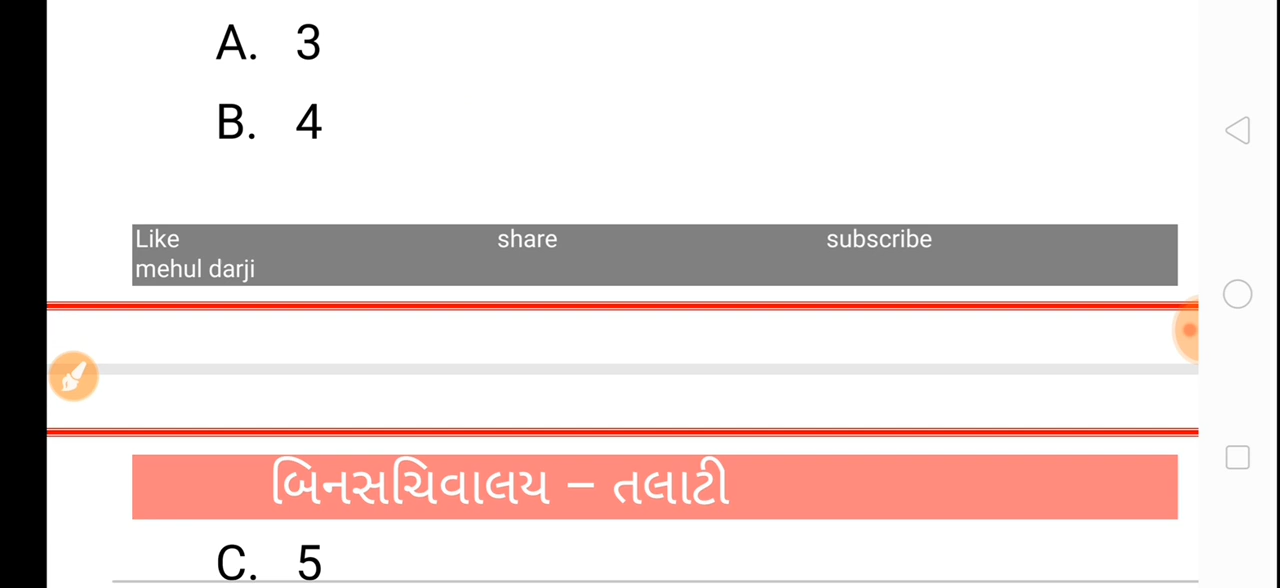 A. 3
B. 4
Like share subscribe
mehul darji
બિનસચિવાલય – તલાટી
C. 5